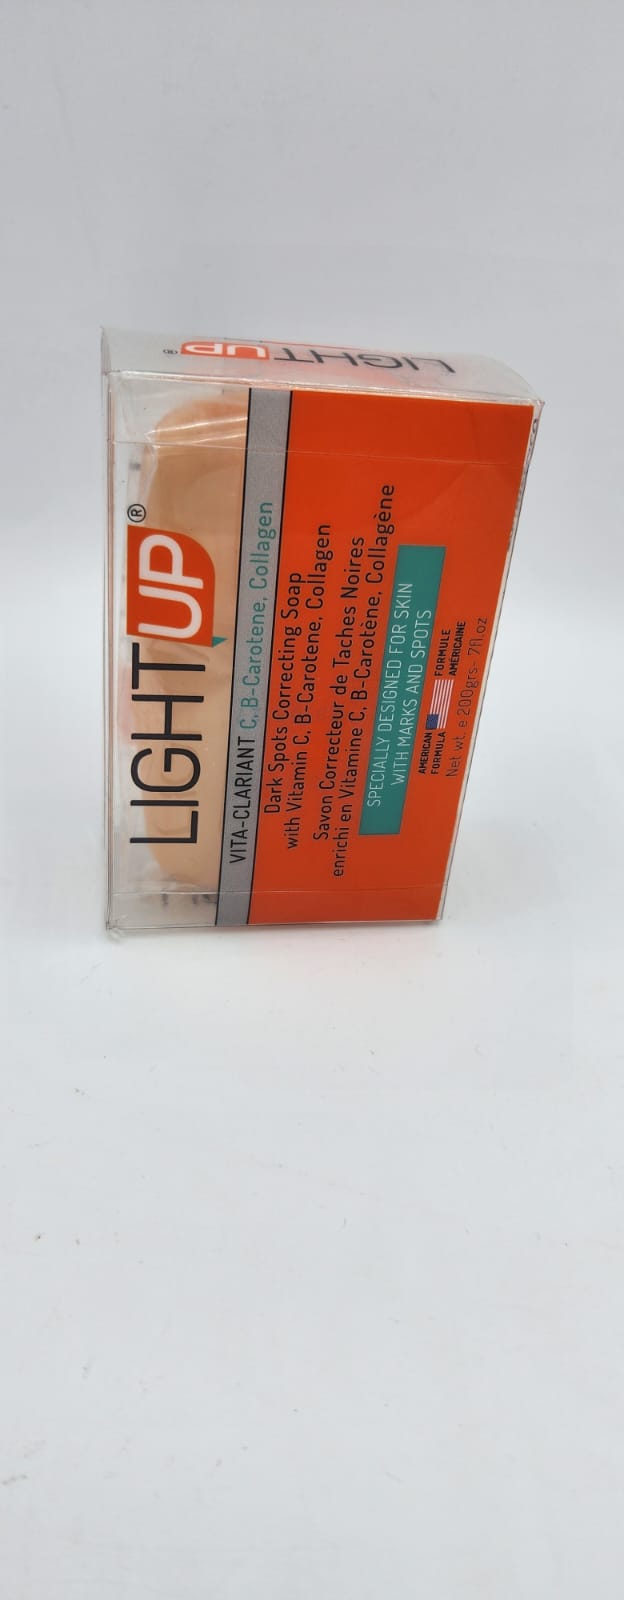 LIGHT UP®
LIGHT UP®
VITA-CLARIANT C, B-Carotene, Collagen
Dark Spots Correcting Soap
with Vitamin C, B-Carotene, Collagen
Savon Correcteur de Taches Noires
enrichi en Vitamine C, B-Carotène, Collagène
SPECIALLY DESIGNED FOR SKIN
WITH MARKS AND SPOTS
AMERICAN
FORMULA
FORMULE
AMÉRICAINE
Net wt. e 200grs- 7fl.oz